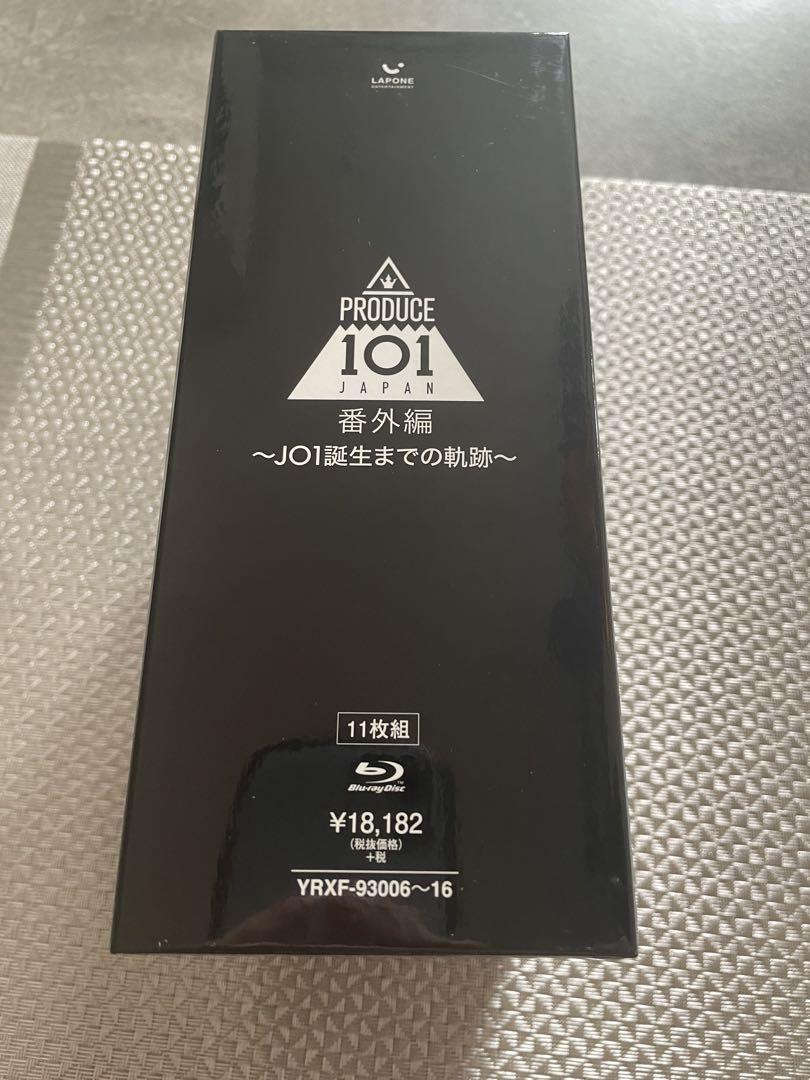 LAPONE
ENTERTAINMENT
PRODUCE
101
JAPAN
番外編
～JO1誕生までの軌跡～
11枚組
Blu-ray Disc™
¥18,182
(税抜価格)
+税
YRXF-93006～16